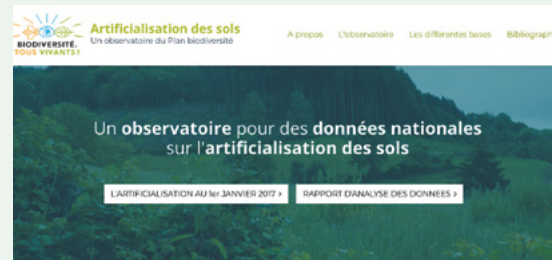 BIODIVERSITÉ.
TOUS VIVANTS !
Artificialisation des sols
Un observatoire du Plan biodiversité
A propos L'observatoire Les différentes bases Bibliograph
Un observatoire pour des données nationales
sur l'artificialisation des sols
L'ARTIFICIALISATION AU 1er JANVIER 2017 > RAPPORT D'ANALYSE DES DONNEES >